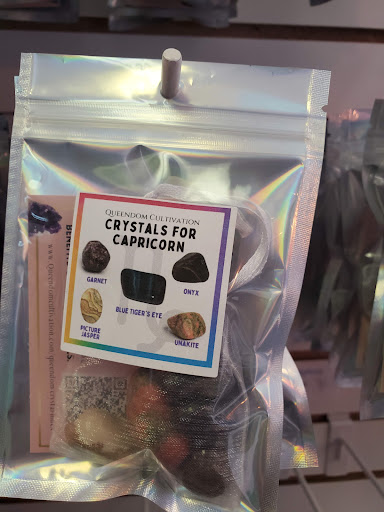 QUEENDOM CULTIVATION
CRYSTALS FOR
CAPRICORN
GARNET
ONYX
BLUE TIGER'S EYE
PICTURE
JASPER
UNAKITE